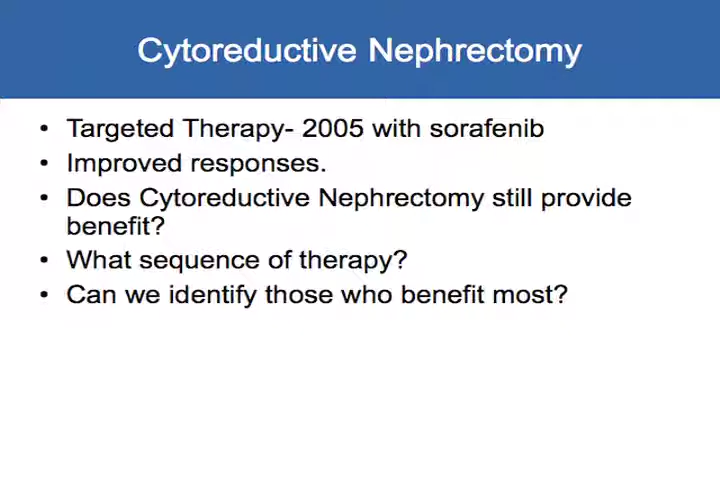 Cytoreductive Nephrectomy
• Targeted Therapy- 2005 with sorafenib
• Improved responses.
• Does Cytoreductive Nephrectomy still provide
benefit?
• What sequence of therapy?
• Can we identify those who benefit most?